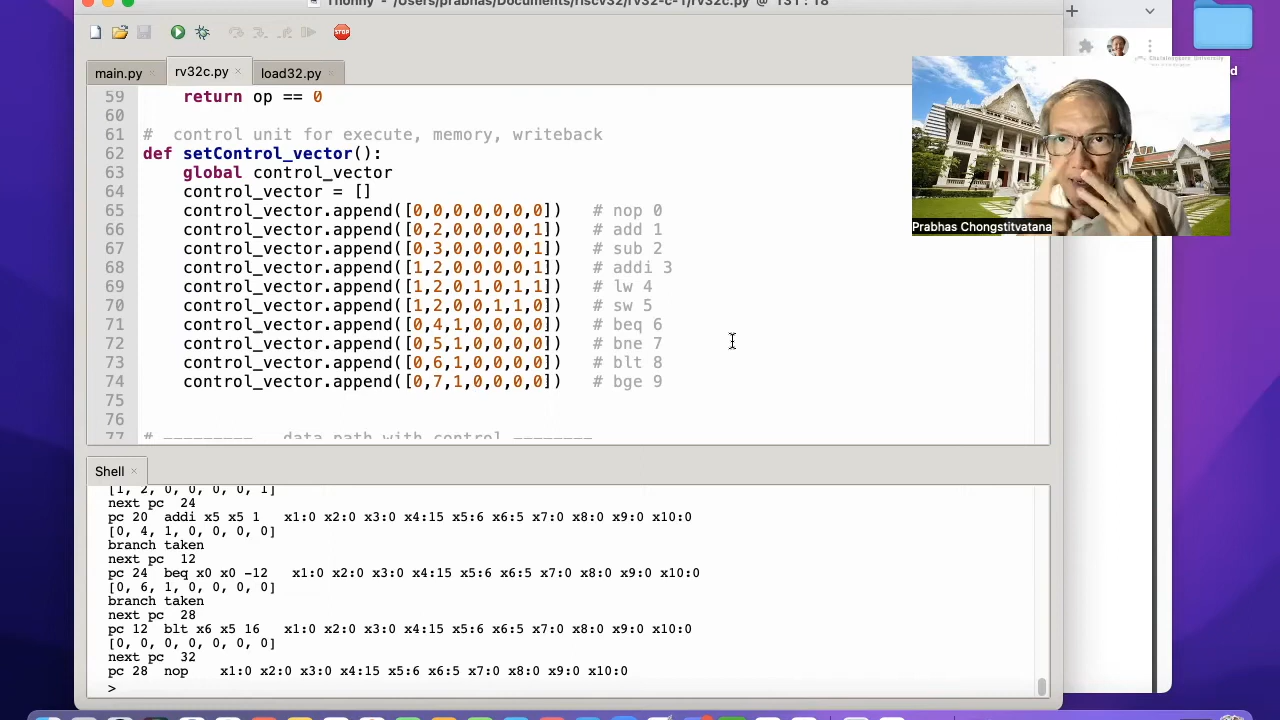 Thonny - /Users/prabhas/Documents/riscv32/rv32-c-1/rv32c.py @ 131 : 18
main.py × rv32c.py × load32.py ×
59 return op == 0
60
61 # control unit for execute, memory, writeback
62 def setControl_vector():
63 global control_vector
64 control_vector = []
65 control_vector.append([0,0,0,0,0,0,0]) # nop 0
66 control_vector.append([0,2,0,0,0,0,1]) # add 1
67 control_vector.append([0,3,0,0,0,0,1]) # sub 2
68 control_vector.append([1,2,0,0,0,0,1]) # addi 3
69 control_vector.append([1,2,0,1,0,1,1]) # lw 4
70 control_vector.append([1,2,0,0,1,1,0]) # sw 5
71 control_vector.append([0,4,1,0,0,0,0]) # beq 6
72 control_vector.append([0,5,1,0,0,0,0]) # bne 7
73 control_vector.append([0,6,1,0,0,0,0]) # blt 8
74 control_vector.append([0,7,1,0,0,0,0]) # bge 9
75
76
77 # --------- data path with control --------
Chulalongkorn University
Prabhas Chongstitvatana
Shell ×
[1, 2, 0, 0, 0, 0, 1]
next pc 24
pc 20 addi x5 x5 1 x1:0 x2:0 x3:0 x4:15 x5:6 x6:5 x7:0 x8:0 x9:0 x10:0
[0, 4, 1, 0, 0, 0, 0]
branch taken
next pc 12
pc 24 beq x0 x0 -12 x1:0 x2:0 x3:0 x4:15 x5:6 x6:5 x7:0 x8:0 x9:0 x10:0
[0, 6, 1, 0, 0, 0, 0]
branch taken
next pc 28
pc 12 blt x6 x5 16 x1:0 x2:0 x3:0 x4:15 x5:6 x6:5 x7:0 x8:0 x9:0 x10:0
[0, 0, 0, 0, 0, 0, 0]
next pc 32
pc 28 nop x1:0 x2:0 x3:0 x4:15 x5:6 x6:5 x7:0 x8:0 x9:0 x10:0
>